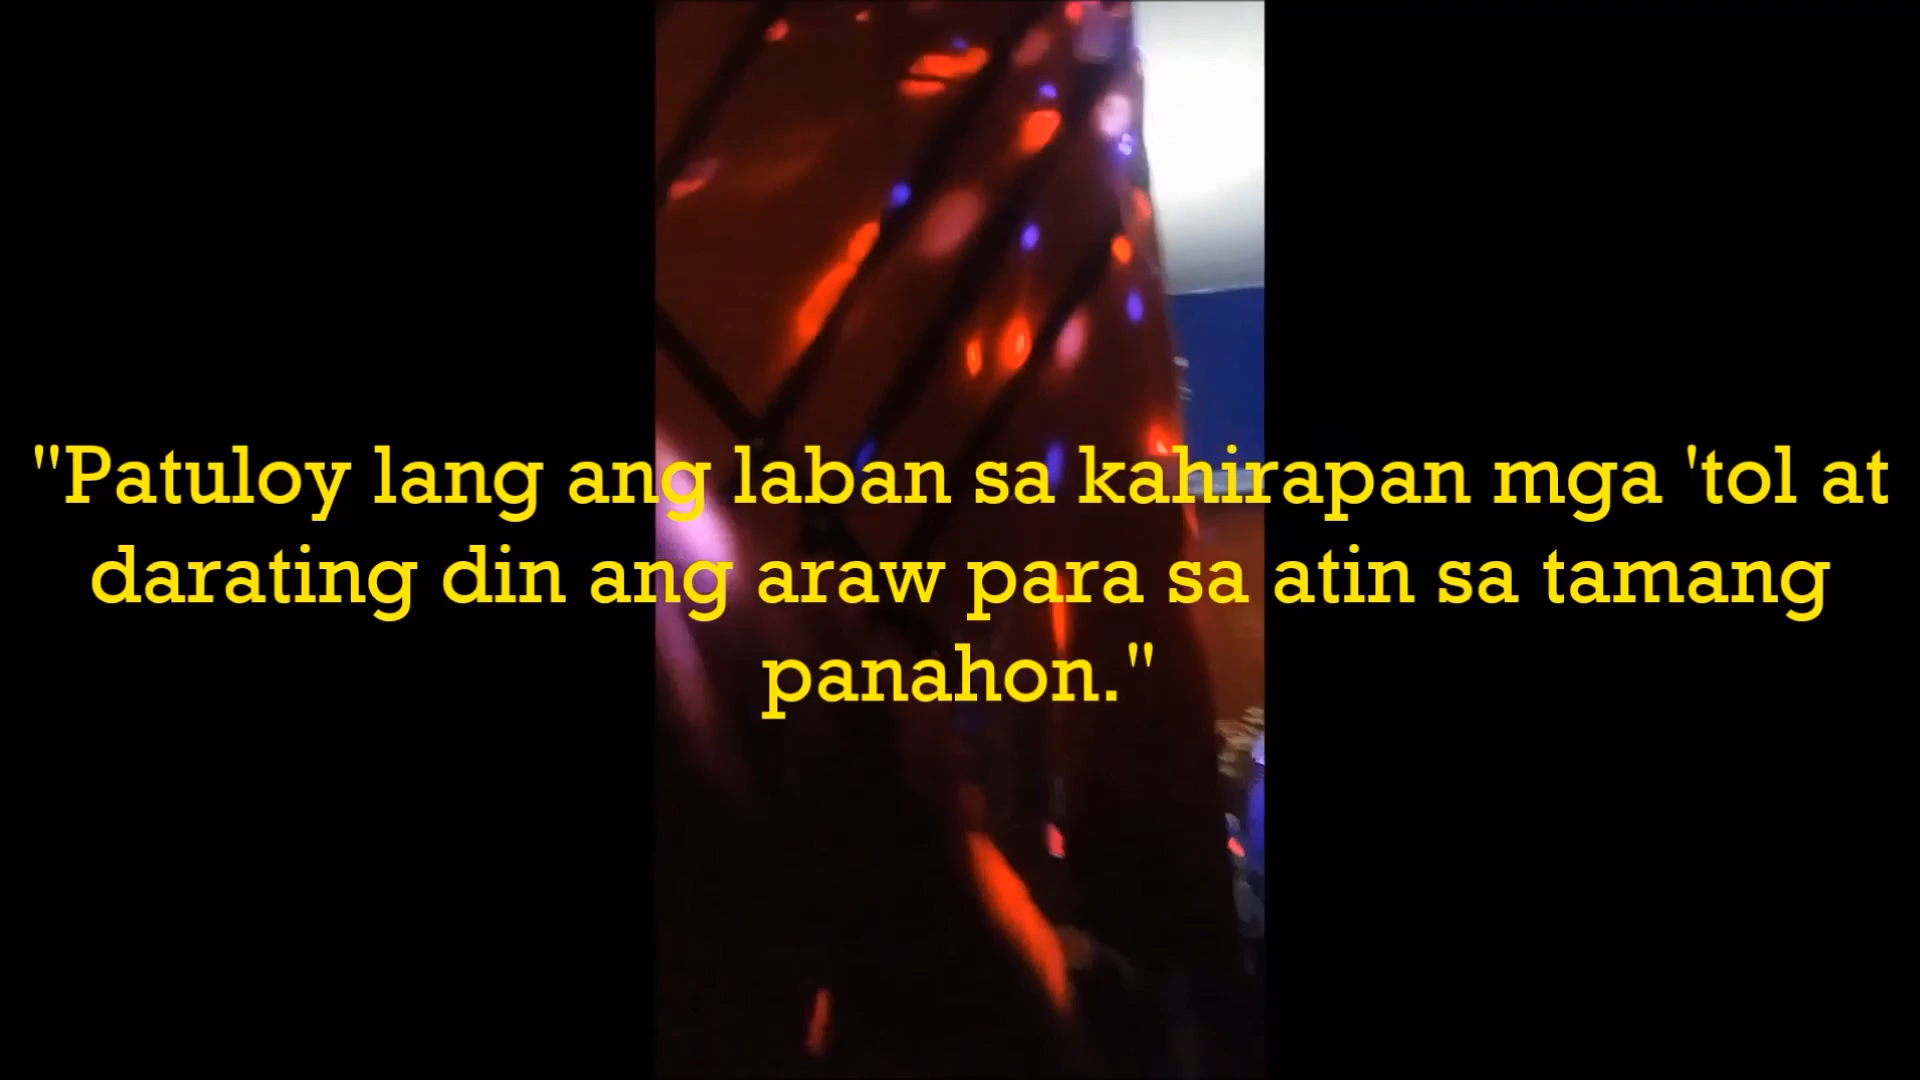 "Patuloy lang ang laban sa kahirapan mga 'tol at
darating din ang araw para sa atin sa tamang
panahon."